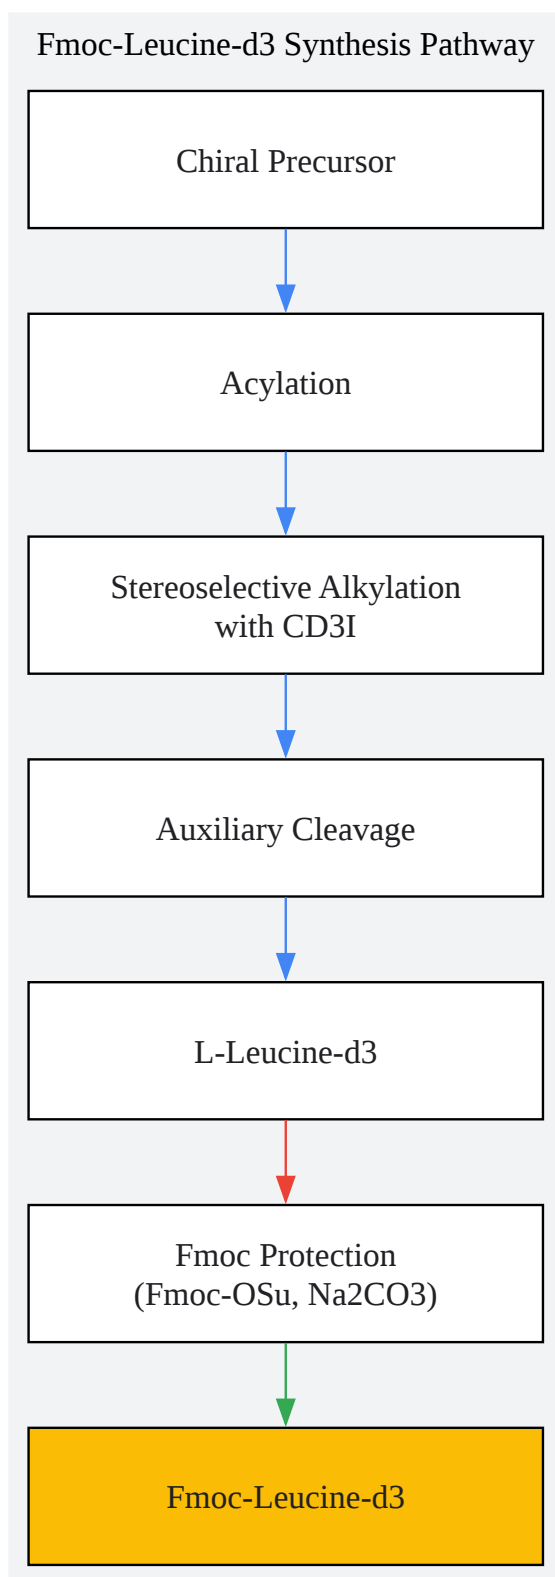 Fmoc-Leucine-d3 Synthesis Pathway
Chiral Precursor
Acylation
Stereoselective Alkylation
with CD3I
Auxiliary Cleavage
L-Leucine-d3
Fmoc Protection
(Fmoc-OSu, Na2CO3)
Fmoc-Leucine-d3